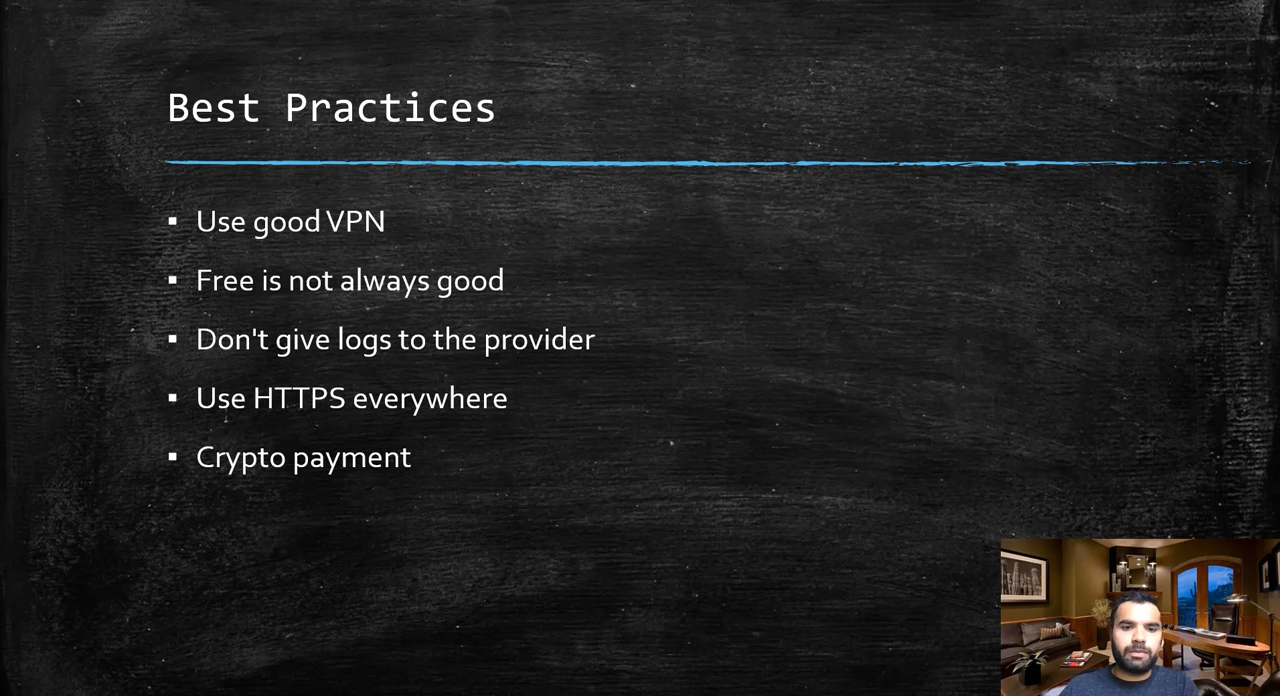 Best Practices
Use good VPN
Free is not always good
Don't give logs to the provider
Use HTTPS everywhere
Crypto payment